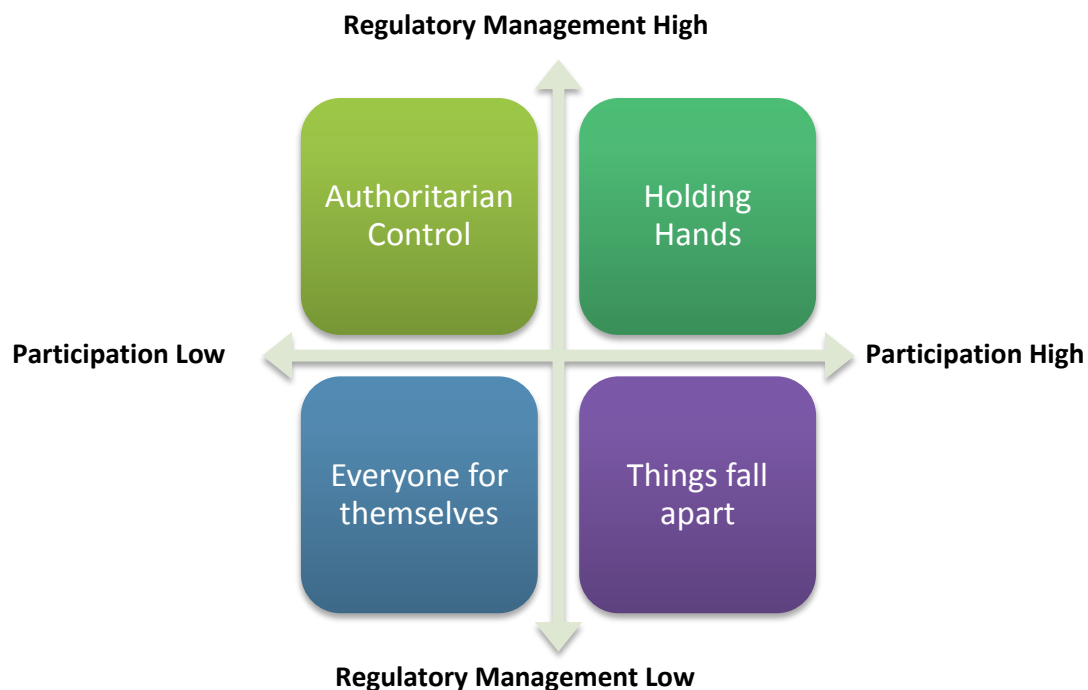 Regulatory Management High
Authoritarian
Control
Holding
Hands
Participation Low
Participation High
Everyone for
themselves
Things fall
apart
Regulatory Management Low